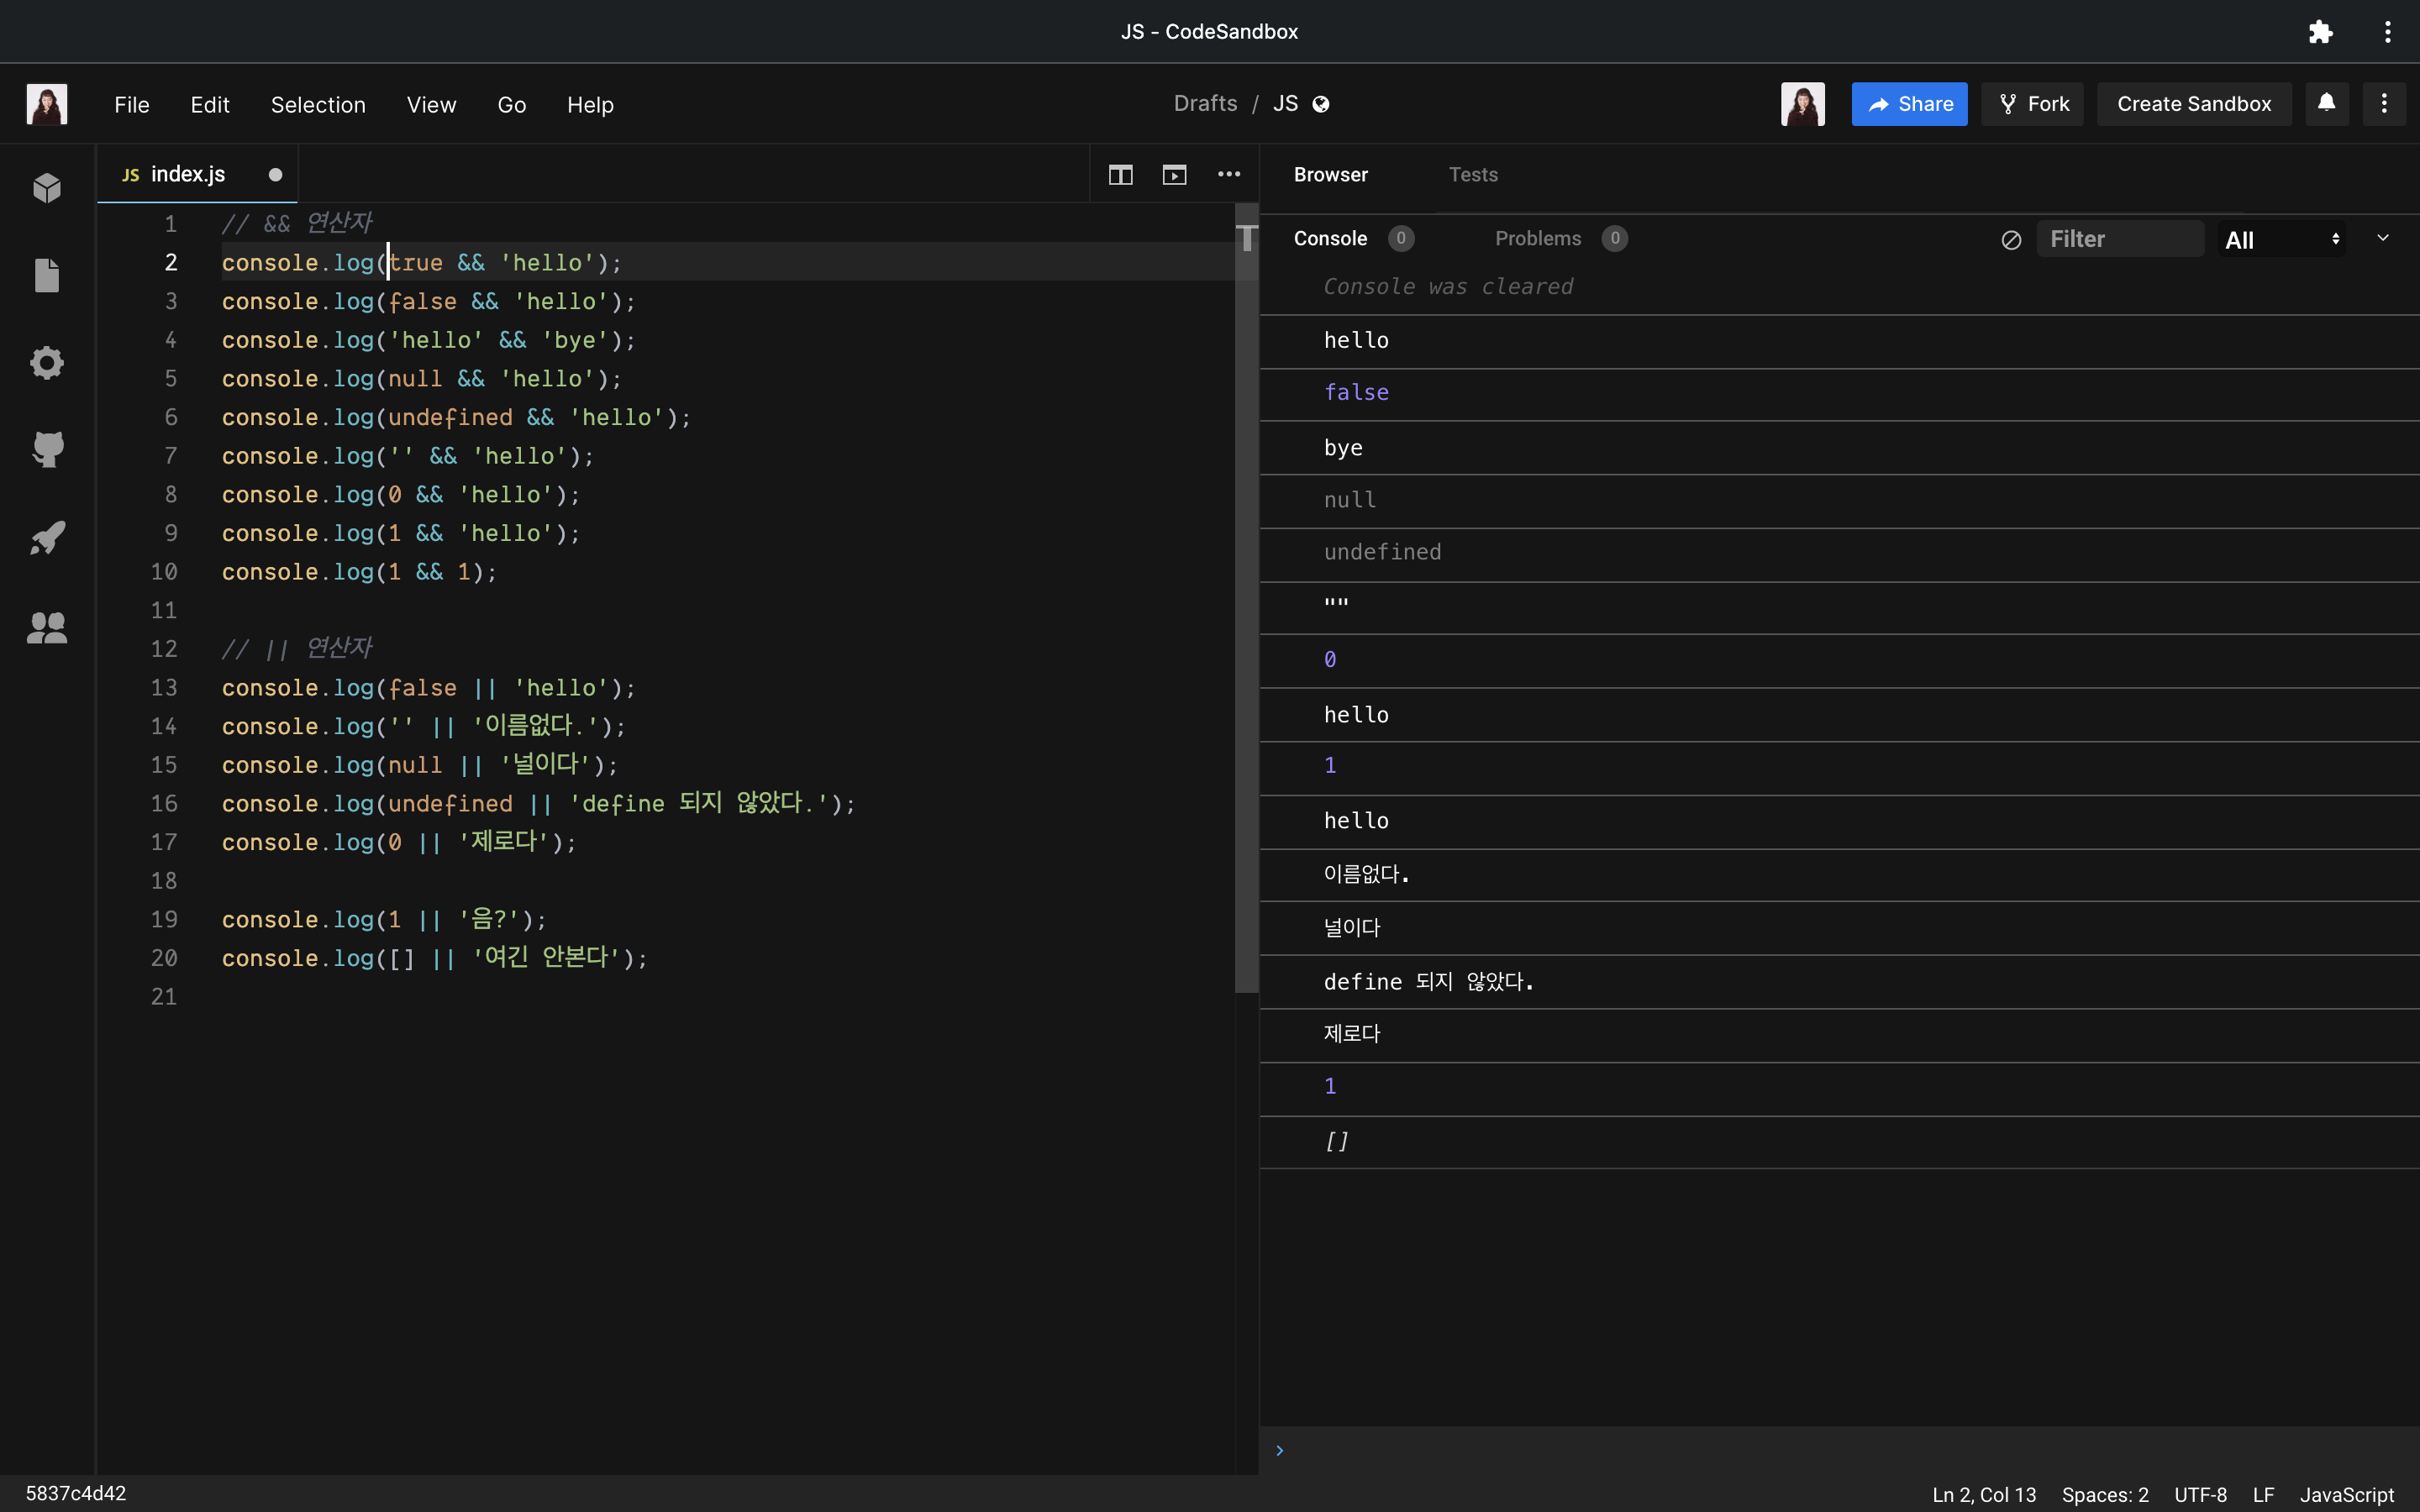 JS - CodeSandbox
File Edit Selection View Go Help
Drafts / JS
Share Fork Create Sandbox
JS index.js
1 // && 연산자
2 console.log(true && 'hello');
3 console.log(false && 'hello');
4 console.log('hello' && 'bye');
5 console.log(null && 'hello');
6 console.log(undefined && 'hello');
7 console.log('' && 'hello');
8 console.log(0 && 'hello');
9 console.log(1 && 'hello');
10 console.log(1 && 1);
11
12 // || 연산자
13 console.log(false || 'hello');
14 console.log('' || '이름없다.');
15 console.log(null || '널이다');
16 console.log(undefined || 'define 되지 않았다.');
17 console.log(0 || '제로다');
18
19 console.log(1 || '음?');
20 console.log([] || '여긴 안본다');
21
Browser Tests
Console 0 Problems 0 Filter All
Console was cleared
hello
false
bye
null
undefined
""
0
hello
1
hello
이름없다.
널이다
define 되지 않았다.
제로다
1
[]
5837c4d42
Ln 2, Col 13 Spaces: 2 UTF-8 LF JavaScript